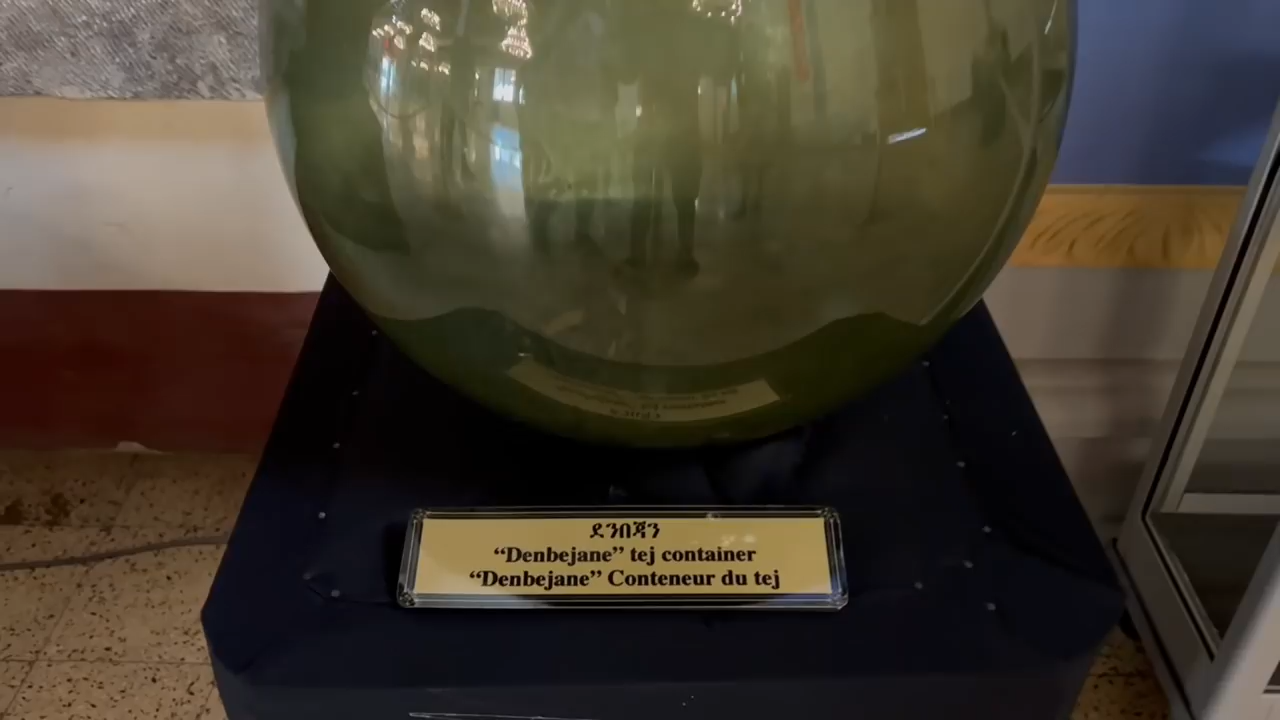 ደንበጃን
“Denbejane” tej container
“Denbejane” Conteneur du tej